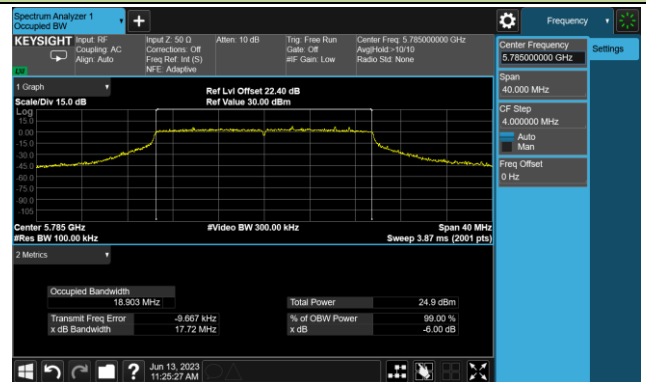 Spectrum Analyzer 1
Occupied BW
Frequency
KEYSIGHT
Input: RF
Coupling: AC
Align: Auto
Input Z: 50 Ω
Corrections: Off
Freq Ref: Int (S)
NFE: Adaptive
Atten: 10 dB
Trig: Free Run
Gate: Off
#IF Gain: Low
Center Freq: 5.785000000 GHz
Avg|Hold:>10/10
Radio Std: None
Center Frequency
5.785000000 GHz
Settings
Span
40.000 MHz
CF Step
4.000000 MHz
Auto
Man
Freq Offset
0 Hz
1 Graph
Scale/Div 15.0 dB
Ref Lvl Offset 22.40 dB
Ref Value 30.00 dBm
Log
15.0
0.00
-15.0
-30.0
-45.0
-60.0
-75.0
-90.0
-105
Center 5.785 GHz
#Video BW 300.00 kHz
Span 40 MHz
#Res BW 100.00 kHz
Sweep 3.87 ms (2001 pts)
2 Metrics
Occupied Bandwidth
18.903 MHz
Total Power
24.9 dBm
Transmit Freq Error
-9.667 kHz
% of OBW Power
99.00 %
x dB Bandwidth
17.72 MHz
x dB
-6.00 dB
?
Jun 13, 2023
11:25:27 AM